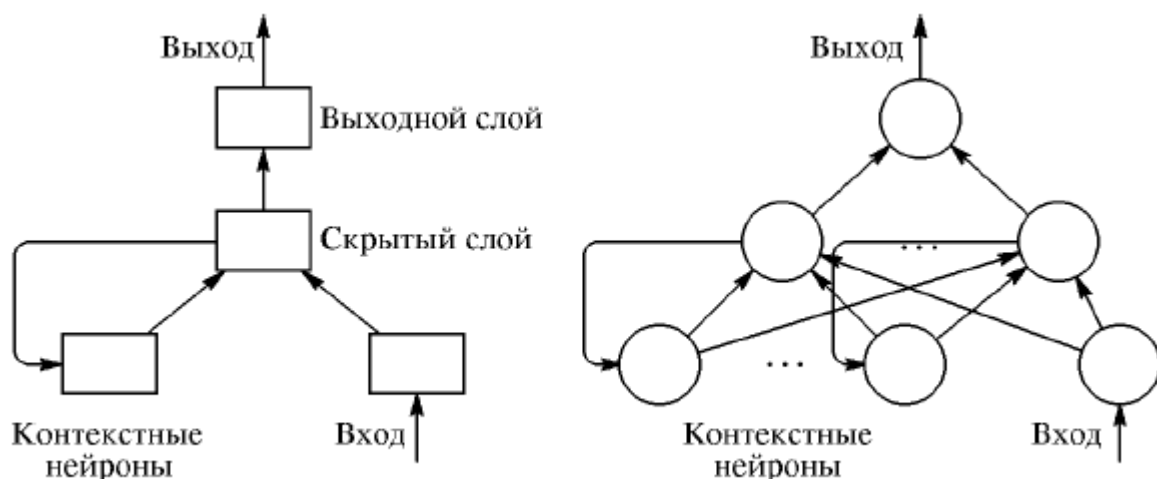 Выход
Выходной слой
Скрытый слой
Контекстные
нейроны
Вход
Выход
. . .
. . .
Контекстные
нейроны
Вход